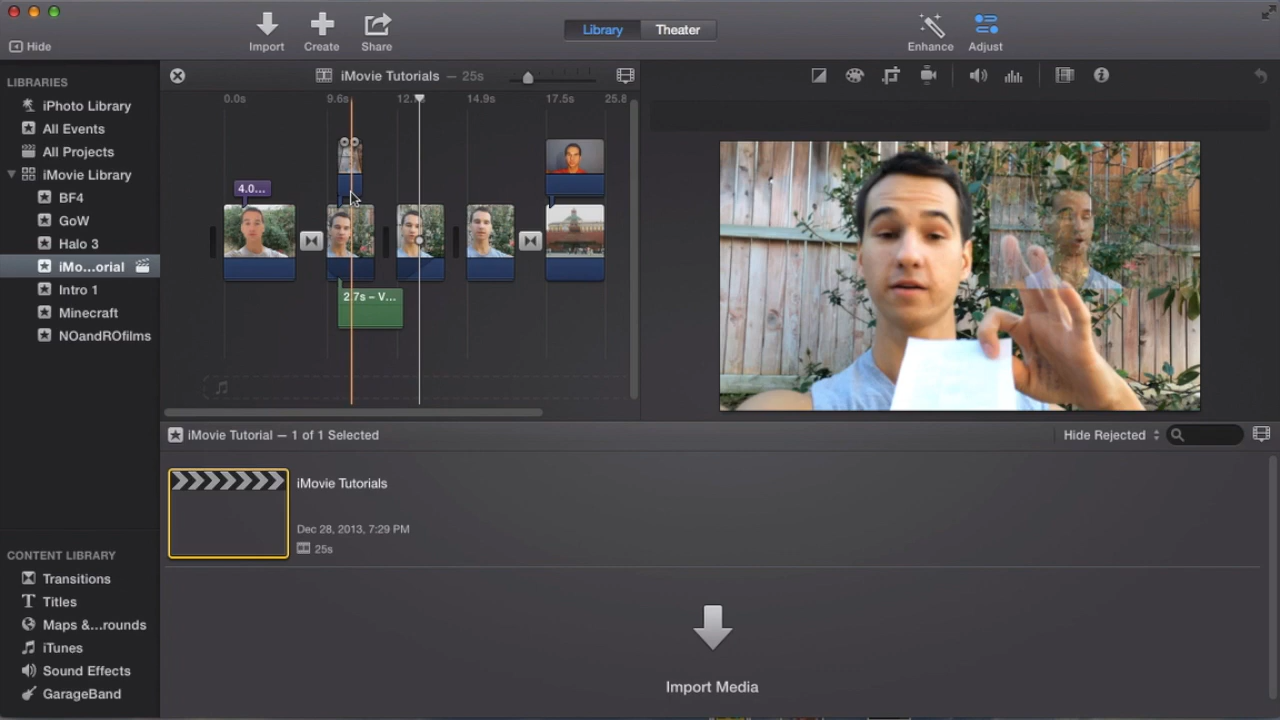 Hide
Import
Create
Share
Library
Theater
Enhance
Adjust
LIBRARIES
iPhoto Library
All Events
All Projects
iMovie Library
BF4
GoW
Halo 3
iMo...orial
Intro 1
Minecraft
NOandROfilms
CONTENT LIBRARY
Transitions
Titles
Maps &...rounds
iTunes
Sound Effects
GarageBand
iMovie Tutorials — 25s
0.0s
9.6s
14.9s
17.5s
25.8
4.0...
2.7s – V...
iMovie Tutorial — 1 of 1 Selected
Hide Rejected
iMovie Tutorials
Dec 28, 2013, 7:29 PM
25s
Import Media